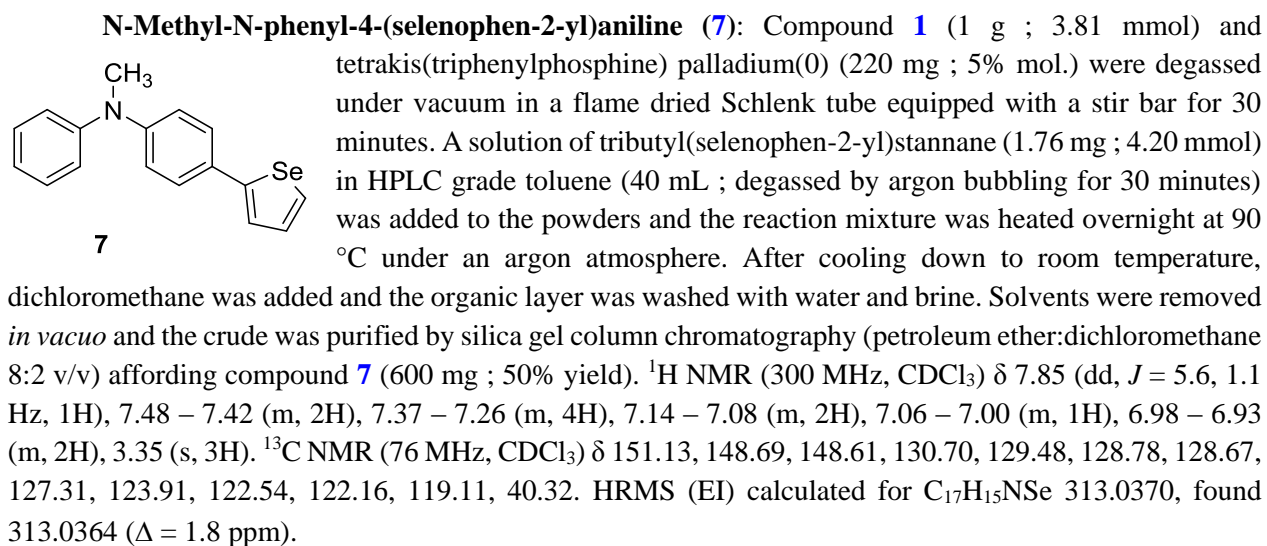 N-Methyl-N-phenyl-4-(selenophen-2-yl)aniline (7): Compound 1 (1 g ; 3.81 mmol) and
tetrakis(triphenylphosphine) palladium(0) (220 mg ; 5% mol.) were degassed
under vacuum in a flame dried Schlenk tube equipped with a stir bar for 30
minutes. A solution of tributyl(selenophen-2-yl)stannane (1.76 mg ; 4.20 mmol)
in HPLC grade toluene (40 mL ; degassed by argon bubbling for 30 minutes)
was added to the powders and the reaction mixture was heated overnight at 90
°C under an argon atmosphere. After cooling down to room temperature,
CH₃
N
Se
7
dichloromethane was added and the organic layer was washed with water and brine. Solvents were removed
in vacuo and the crude was purified by silica gel column chromatography (petroleum ether:dichloromethane
8:2 v/v) affording compound 7 (600 mg ; 50% yield). ¹H NMR (300 MHz, CDCl₃) δ 7.85 (dd, J = 5.6, 1.1
Hz, 1H), 7.48 – 7.42 (m, 2H), 7.37 – 7.26 (m, 4H), 7.14 – 7.08 (m, 2H), 7.06 – 7.00 (m, 1H), 6.98 – 6.93
(m, 2H), 3.35 (s, 3H). ¹³C NMR (76 MHz, CDCl₃) δ 151.13, 148.69, 148.61, 130.70, 129.48, 128.78, 128.67,
127.31, 123.91, 122.54, 122.16, 119.11, 40.32. HRMS (EI) calculated for C₁₇H₁₅NSe 313.0370, found
313.0364 (Δ = 1.8 ppm).